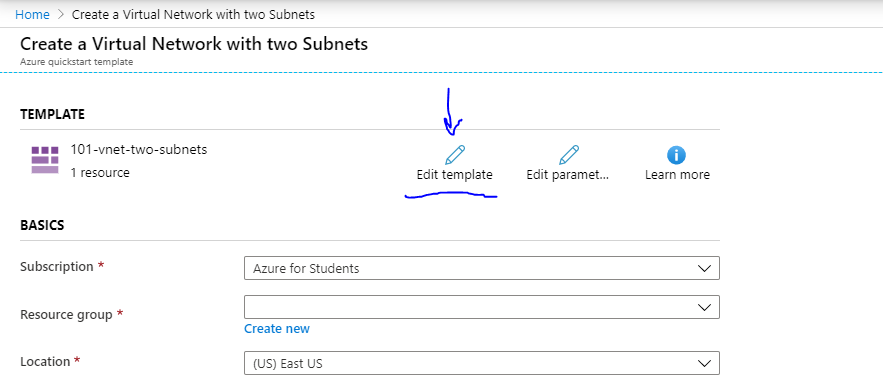 Home > Create a Virtual Network with two Subnets
Create a Virtual Network with two Subnets
Azure quickstart template
TEMPLATE
101-vnet-two-subnets
1 resource
Edit template
Edit paramet...
Learn more
BASICS
Subscription *
Azure for Students
Resource group *
Create new
Location *
(US) East US